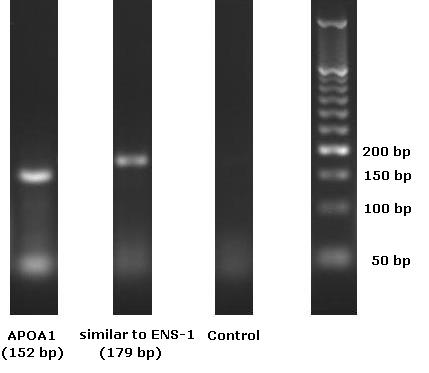 200 bp
150 bp
100 bp
50 bp
APOA1
(152 bp)
similar to ENS-1
(179 bp)
Control